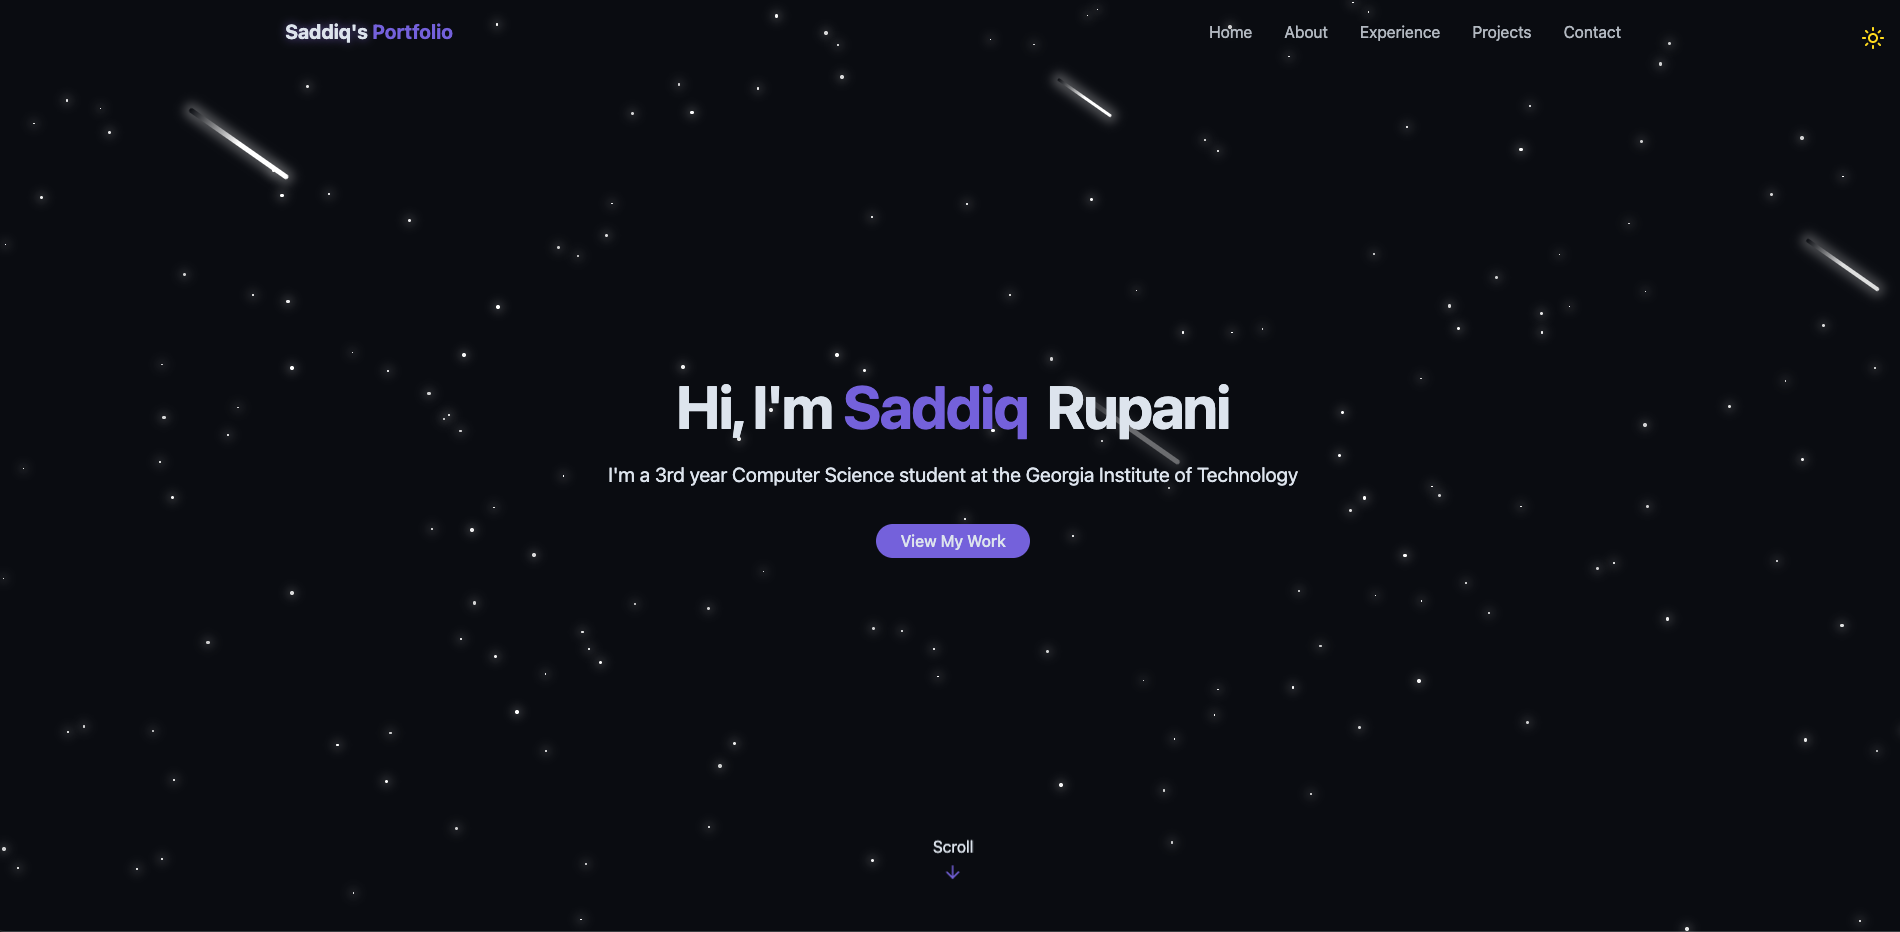 Saddiq's Portfolio
Home About Experience Projects Contact
Hi, I'm Saddiq Rupani
I'm a 3rd year Computer Science student at the Georgia Institute of Technology
View My Work
Scroll